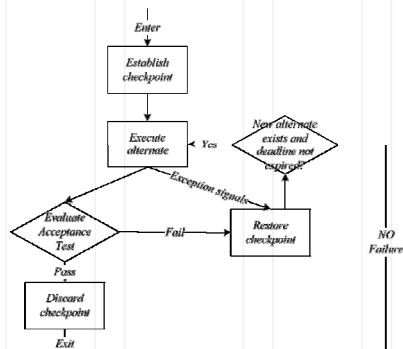 Enter
Establish
checkpoint
Execute
alternate
Yes
New alternate
exists and
deadline not
expired?
Exception signals
Evaluate
Acceptance
Test
Fail
Restore
checkpoint
NO
Failure
Pass
Discard
checkpoint
Exit